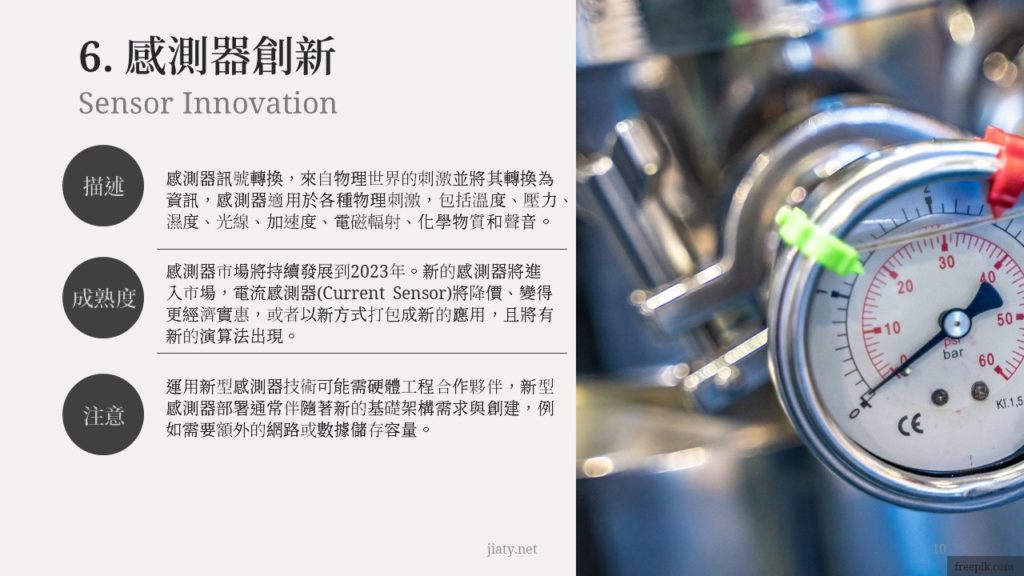 6. 感測器創新
Sensor Innovation
描述
感測器訊號轉換，來自物理世界的刺激並將其轉換為
資訊，感測器適用於各種物理刺激，包括溫度、壓力、
濕度、光線、加速度、電磁輻射、化學物質和聲音。
成熟度
感測器市場將持續發展到2023年。新的感測器將進
入市場，電流感測器(Current Sensor)將降價、變得
更經濟實惠，或者以新方式打包成新的應用，且將有
新的演算法出現。
注意
運用新型感測器技術可能需硬體工程合作夥伴，新型
感測器部署通常伴隨著新的基礎架構需求與創建，例
如需要額外的網路或數據儲存容量。
jiaty.net
2
30
40
20
50
10
psi
bar
0
60
0
CE
Kl.1,5
10
freepik.com